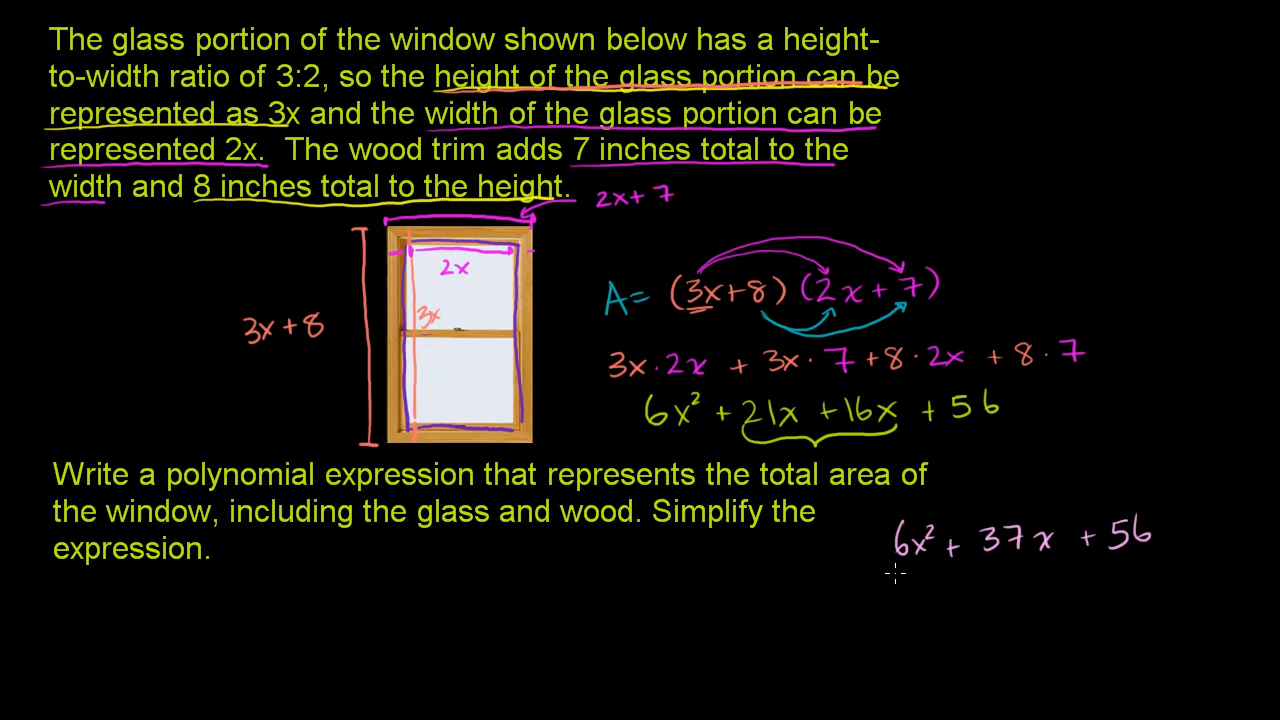 The glass portion of the window shown below has a height-
to-width ratio of 3:2, so the height of the glass portion can be
represented as 3x and the width of the glass portion can be
represented 2x.  The wood trim adds 7 inches total to the
width and 8 inches total to the height.
2x+7
2x
3x
3x+8
A= (3x+8) (2x+7)
3x·2x + 3x·7 +8·2x + 8·7
6x² + 21x +16x + 56
Write a polynomial expression that represents the total area of
the window, including the glass and wood. Simplify the
expression.
6x² + 37x + 56